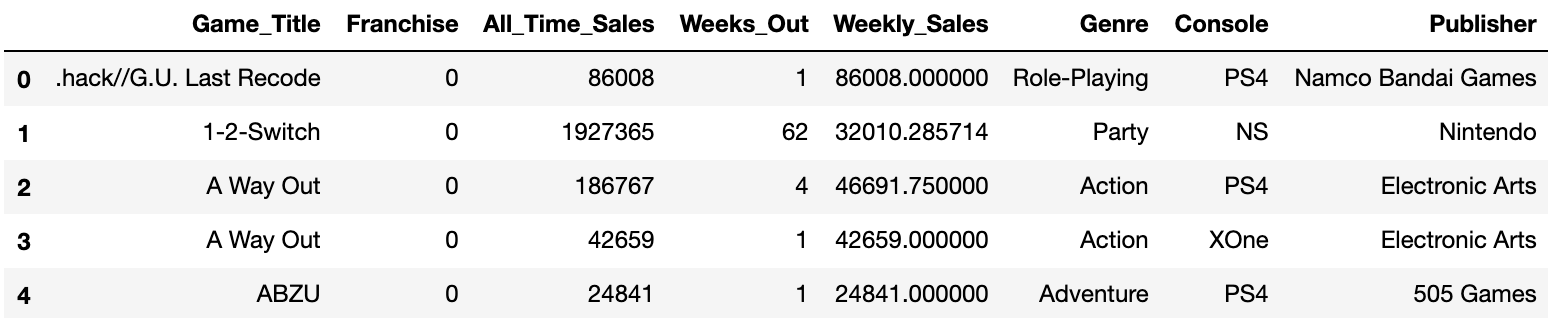 Game_Title Franchise All_Time_Sales Weeks_Out Weekly_Sales Genre Console Publisher
0 .hack//G.U. Last Recode 0 86008 1 86008.000000 Role-Playing PS4 Namco Bandai Games
1 1-2-Switch 0 1927365 62 32010.285714 Party NS Nintendo
2 A Way Out 0 186767 4 46691.750000 Action PS4 Electronic Arts
3 A Way Out 0 42659 1 42659.000000 Action XOne Electronic Arts
4 ABZU 0 24841 1 24841.000000 Adventure PS4 505 Games